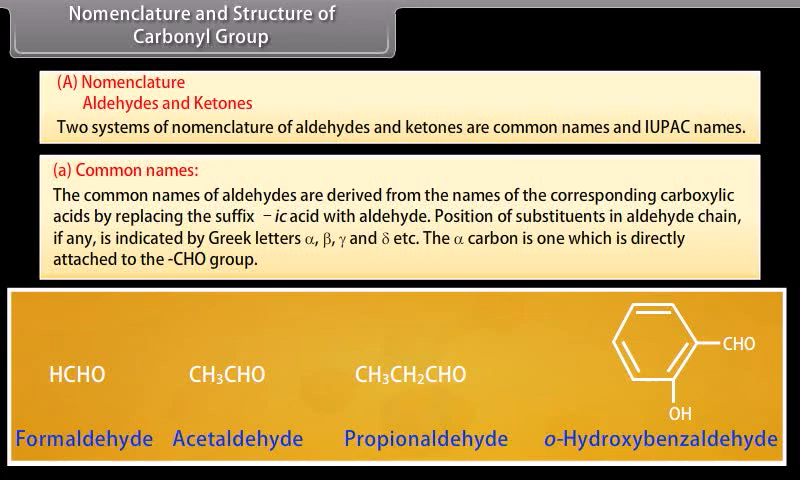 Nomenclature and Structure of
Carbonyl Group
(A) Nomenclature
Aldehydes and Ketones
Two systems of nomenclature of aldehydes and ketones are common names and IUPAC names.
(a) Common names:
The common names of aldehydes are derived from the names of the corresponding carboxylic
acids by replacing the suffix – ic acid with aldehyde. Position of substituents in aldehyde chain,
if any, is indicated by Greek letters α, β, γ and δ etc. The α carbon is one which is directly
attached to the -CHO group.
CHO
HCHO CH₃CHO CH₃CH₂CHO
OH
Formaldehyde Acetaldehyde Propionaldehyde o-Hydroxybenzaldehyde